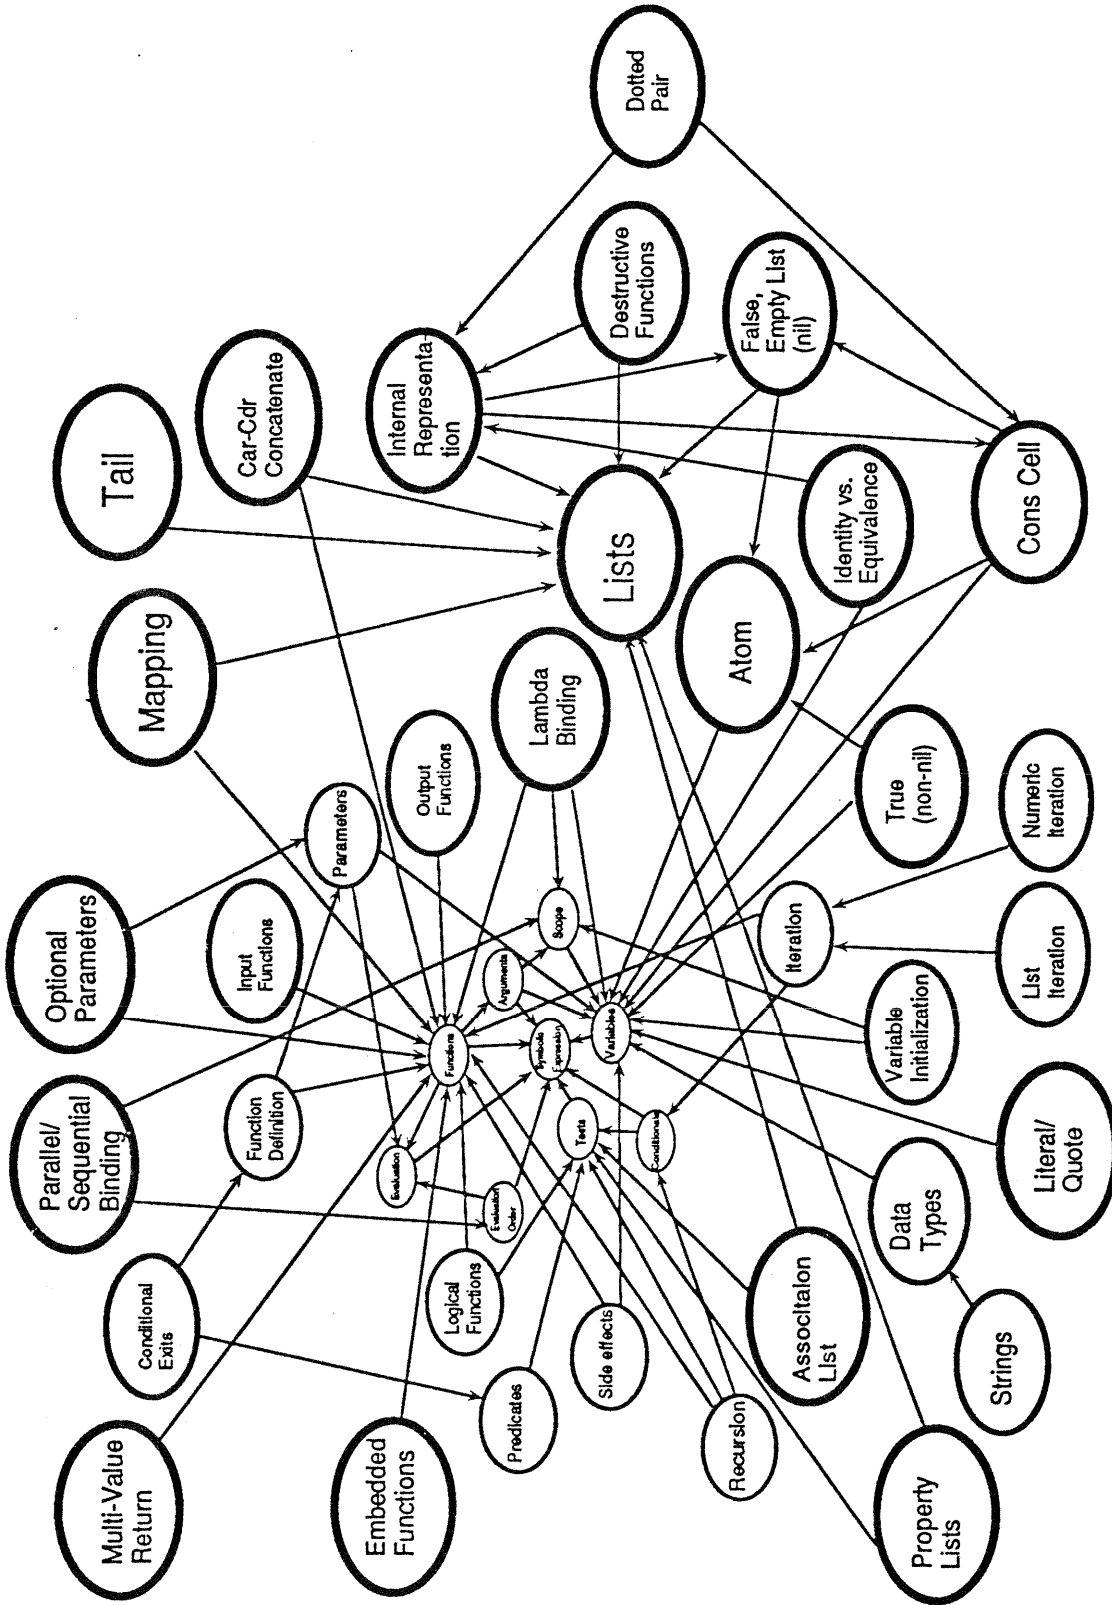 Multi-Value
Return
Conditional
Exits
Parallel/
Sequential
Binding
Optional
Parameters
Mapping
Tail
Function
Definition
Input
Functions
Car-Cdr
Concatenate
Parameters
Embedded
Functions
Evaluation
Functions
Output
Functions
Internal
Representa-
tion
Logical
Functions
Evaluation
Order
Arguments
Predicates
Symbolic
Expression
Scope
Lambda
Binding
Side effects
Tests
Variables
Lists
Destructive
Functions
Dotted
Pair
Conditionals
Recursion
Atom
False,
Empty List
(nil)
Associtaion
List
Iteration
Identity vs.
Equivalence
Property
Lists
Data
Types
Variable
Initialization
True
(non-nil)
Strings
Literal/
Quote
List
Iteration
Numeric
Iteration
Cons Cell